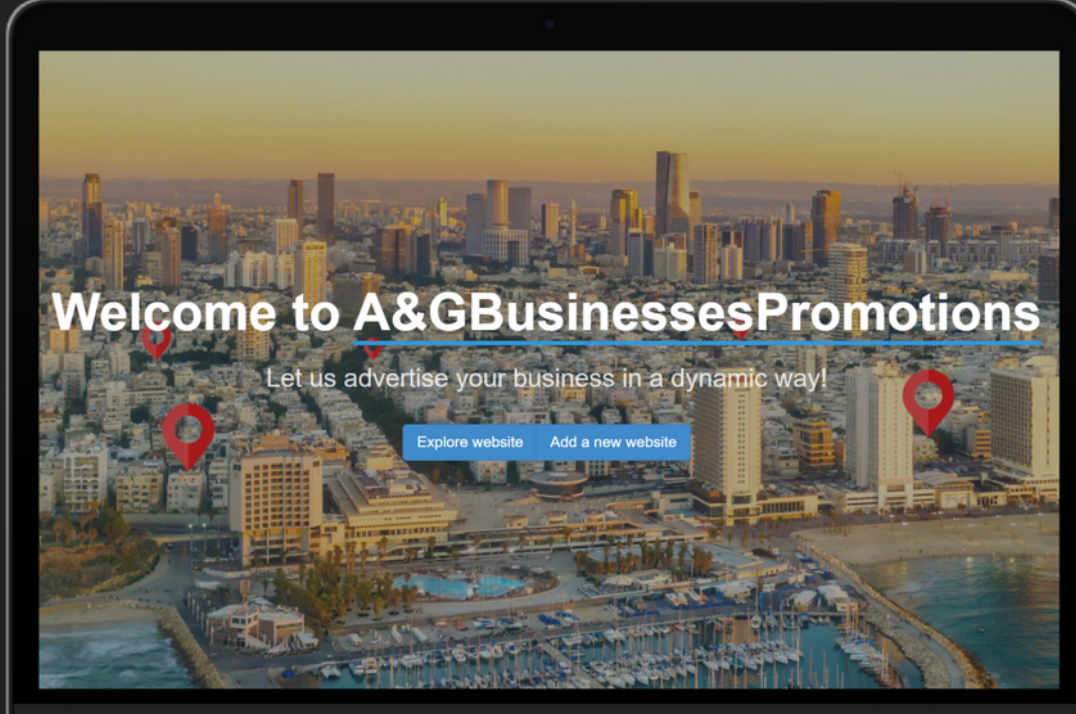 Welcome to A&GBusinessesPromotions
Let us advertise your business in a dynamic way!
Explore website Add a new website